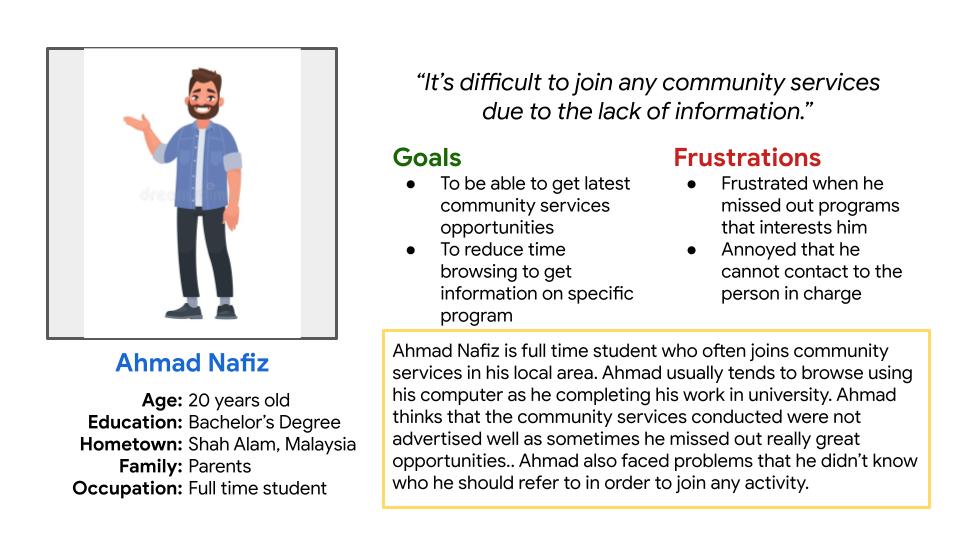 “It’s difficult to join any community services
due to the lack of information.”
Goals
● To be able to get latest
community services
opportunities
● To reduce time
browsing to get
information on specific
program
Frustrations
● Frustrated when he
missed out programs
that interests him
● Annoyed that he
cannot contact to the
person in charge
Ahmad Nafiz
Age: 20 years old
Education: Bachelor’s Degree
Hometown: Shah Alam, Malaysia
Family: Parents
Occupation: Full time student
Ahmad Nafiz is full time student who often joins community
services in his local area. Ahmad usually tends to browse using
his computer as he completing his work in university. Ahmad
thinks that the community services conducted were not
advertised well as sometimes he missed out really great
opportunities.. Ahmad also faced problems that he didn’t know
who he should refer to in order to join any activity.